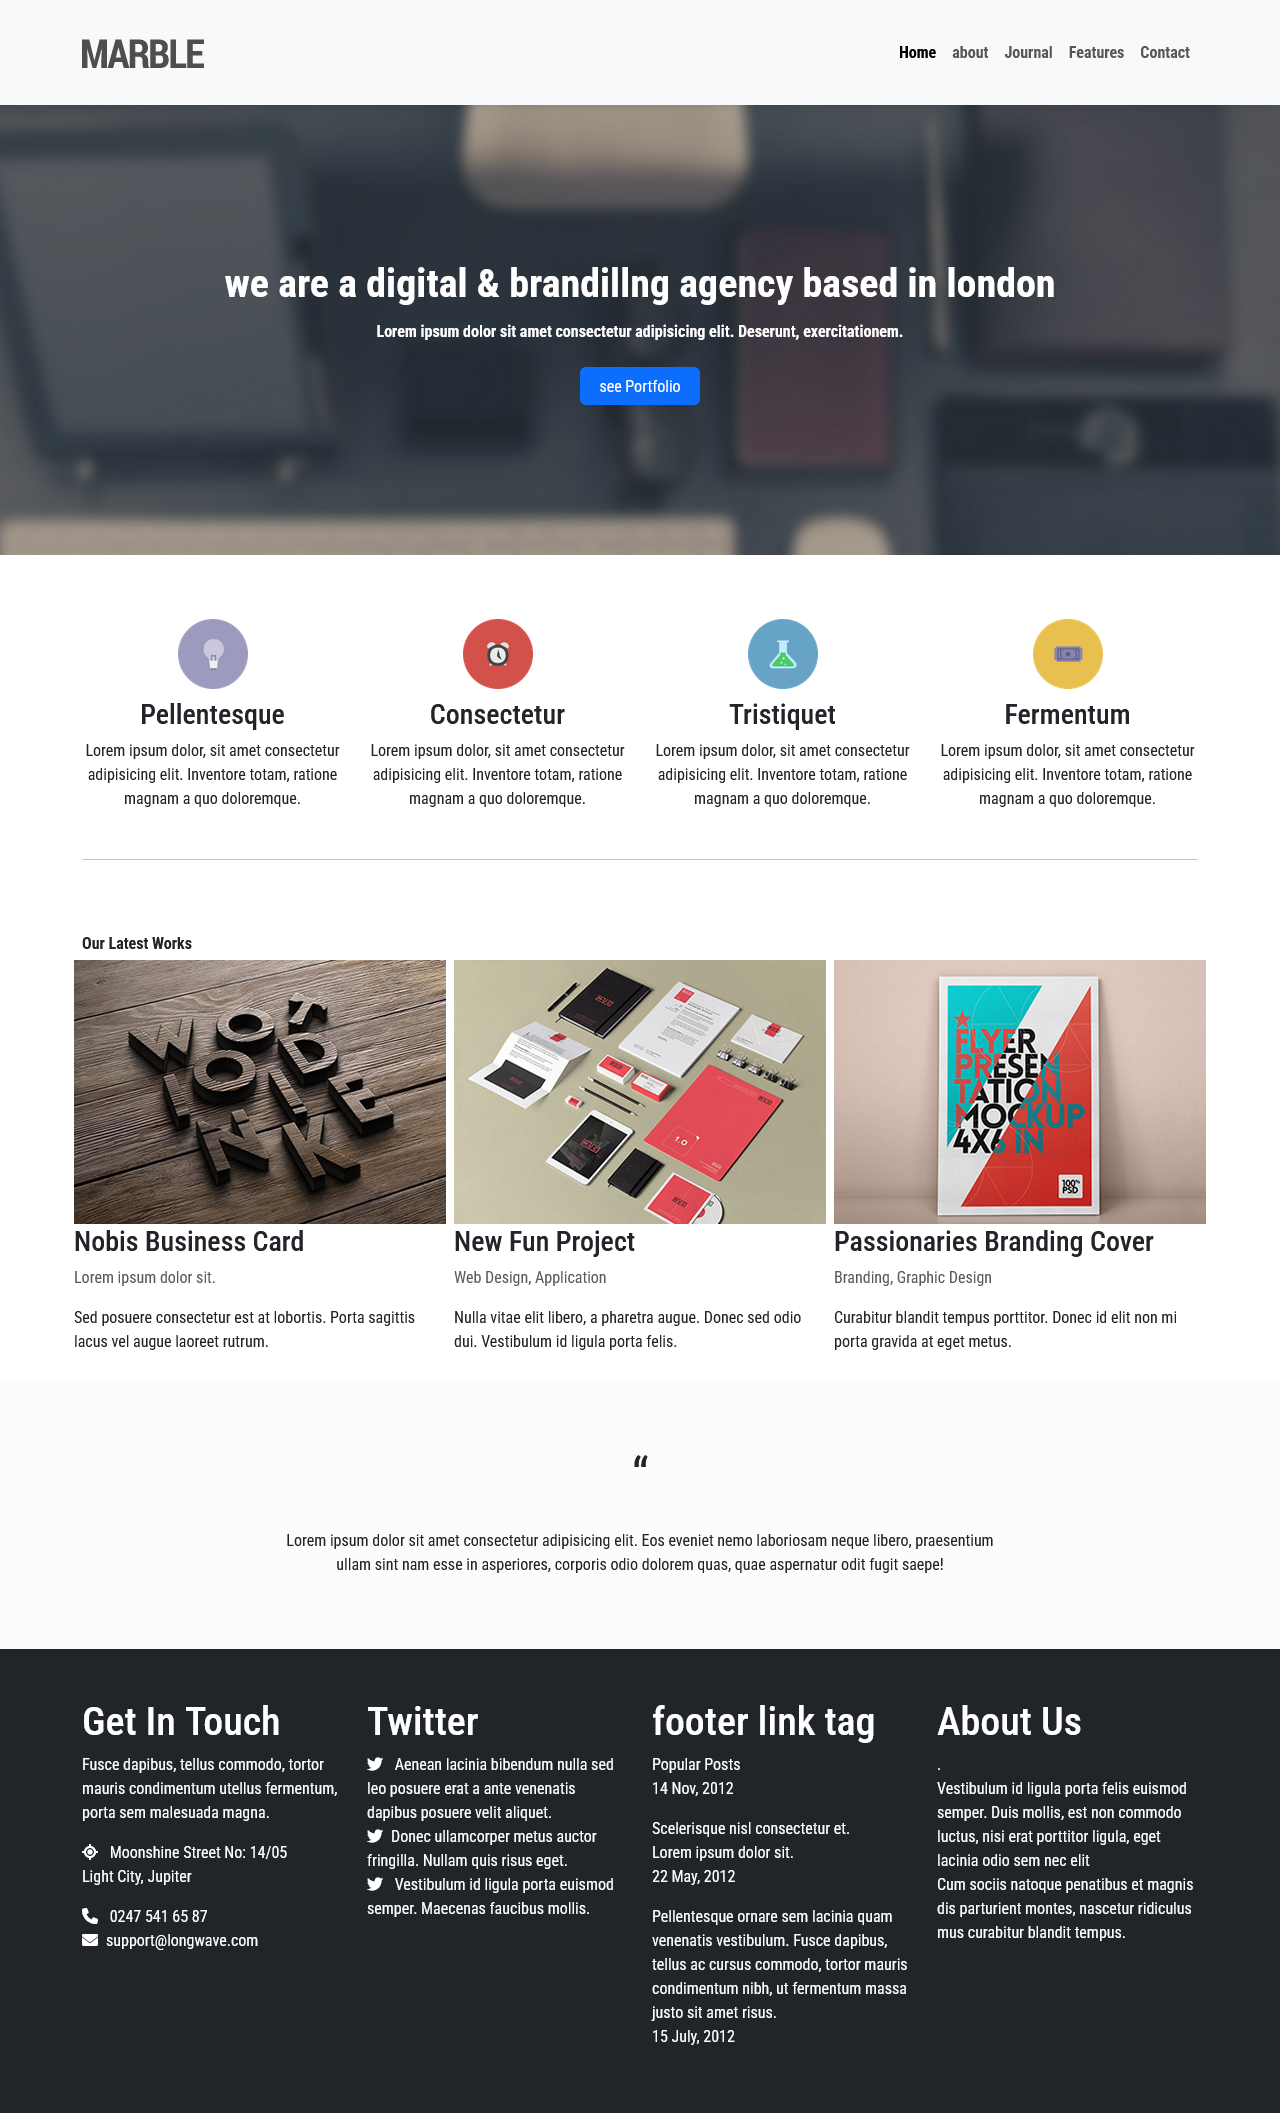 MARBLE
Home about Journal Features Contact
we are a digital & brandillng agency based in london
Lorem ipsum dolor sit amet consectetur adipisicing elit. Deserunt, exercitationem.
see Portfolio
Pellentesque
Lorem ipsum dolor, sit amet consectetur
adipisicing elit. Inventore totam, ratione
magnam a quo doloremque.
Consectetur
Lorem ipsum dolor, sit amet consectetur
adipisicing elit. Inventore totam, ratione
magnam a quo doloremque.
Tristiquet
Lorem ipsum dolor, sit amet consectetur
adipisicing elit. Inventore totam, ratione
magnam a quo doloremque.
Fermentum
Lorem ipsum dolor, sit amet consectetur
adipisicing elit. Inventore totam, ratione
magnam a quo doloremque.
Our Latest Works
Nobis Business Card
Lorem ipsum dolor sit.
Sed posuere consectetur est at lobortis. Porta sagittis
lacus vel augue laoreet rutrum.
1.0
New Fun Project
Web Design, Application
Nulla vitae elit libero, a pharetra augue. Donec sed odio
dui. Vestibulum id ligula porta felis.
FLYER
PRESEN
TATION
MOCKUP
4X6 IN
100%
PSD
Passionaries Branding Cover
Branding, Graphic Design
Curabitur blandit tempus porttitor. Donec id elit non mi
porta gravida at eget metus.
“
Lorem ipsum dolor sit amet consectetur adipisicing elit. Eos eveniet nemo laboriosam neque libero, praesentium
ullam sint nam esse in asperiores, corporis odio dolorem quas, quae aspernatur odit fugit saepe!
Get In Touch
Fusce dapibus, tellus commodo, tortor
mauris condimentum utellus fermentum,
porta sem malesuada magna.
Moonshine Street No: 14/05
Light City, Jupiter
0247 541 65 87
support@longwave.com
Twitter
Aenean lacinia bibendum nulla sed
leo posuere erat a ante venenatis
dapibus posuere velit aliquet.
Donec ullamcorper metus auctor
fringilla. Nullam quis risus eget.
Vestibulum id ligula porta euismod
semper. Maecenas faucibus mollis.
footer link tag
Popular Posts
14 Nov, 2012
Scelerisque nisl consectetur et.
Lorem ipsum dolor sit.
22 May, 2012
Pellentesque ornare sem lacinia quam
venenatis vestibulum. Fusce dapibus,
tellus ac cursus commodo, tortor mauris
condimentum nibh, ut fermentum massa
justo sit amet risus.
15 July, 2012
About Us
.
Vestibulum id ligula porta felis euismod
semper. Duis mollis, est non commodo
luctus, nisi erat porttitor ligula, eget
lacinia odio sem nec elit
Cum sociis natoque penatibus et magnis
dis parturient montes, nascetur ridiculus
mus curabitur blandit tempus.